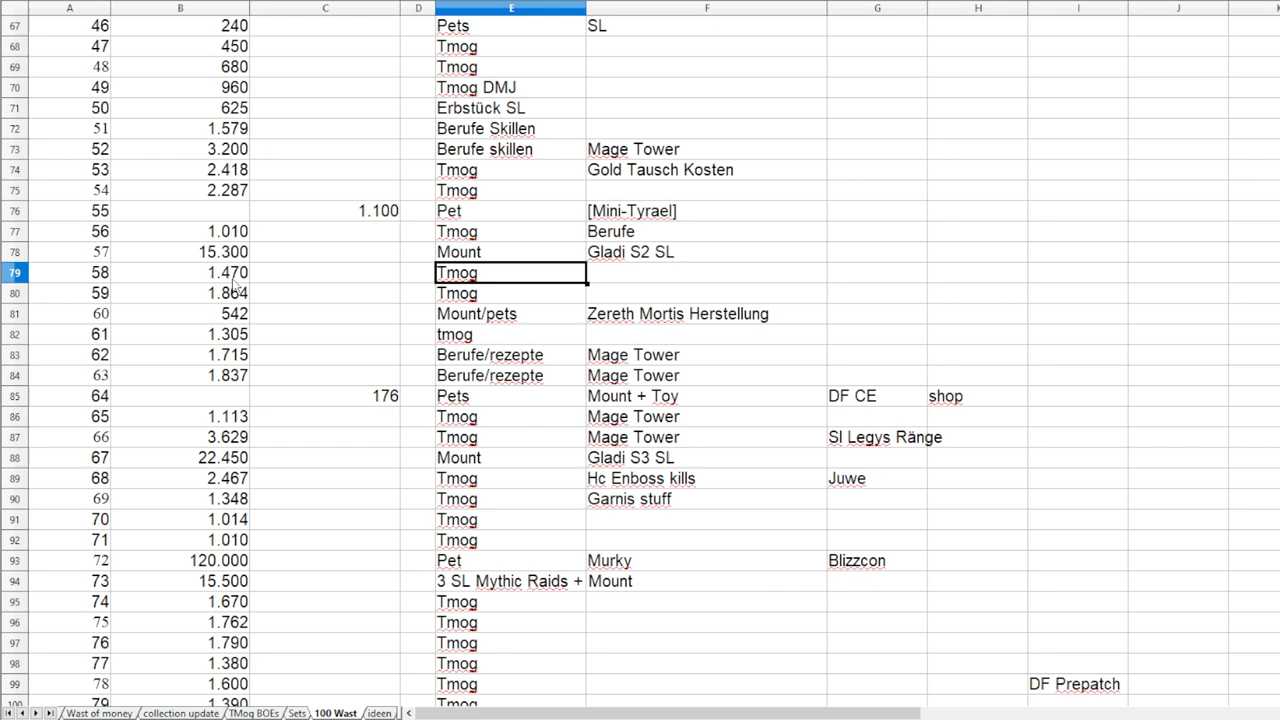 A B C D E F G H I J K
67 46 240 Pets SL
68 47 450 Tmog
69 48 680 Tmog
70 49 960 Tmog DMJ
71 50 625 Erbstück SL
72 51 1.579 Berufe Skillen
73 52 3.200 Berufe skillen Mage Tower
74 53 2.418 Tmog Gold Tausch Kosten
75 54 2.287 Tmog
76 55 1.100 Pet [Mini-Tyrael]
77 56 1.010 Tmog Berufe
78 57 15.300 Mount Gladi S2 SL
79 58 1.470 Tmog
80 59 1.864 Tmog
81 60 542 Mount/pets Zereth Mortis Herstellung
82 61 1.305 tmog
83 62 1.715 Berufe/rezepte Mage Tower
84 63 1.837 Berufe/rezepte Mage Tower
85 64 176 Pets Mount + Toy DF CE shop
86 65 1.113 Tmog Mage Tower
87 66 3.629 Tmog Mage Tower Sl Legys Ränge
88 67 22.450 Mount Gladi S3 SL
89 68 2.467 Tmog Hc Enboss kills Juwe
90 69 1.348 Tmog Garnis stuff
91 70 1.014 Tmog
92 71 1.010 Tmog
93 72 120.000 Pet Murky Blizzcon
94 73 15.500 3 SL Mythic Raids + Mount
95 74 1.670 Tmog
96 75 1.762 Tmog
97 76 1.790 Tmog
98 77 1.380 Tmog
99 78 1.600 Tmog DF Prepatch
100 79 1.390 Tmog
Wast of money collection update TMog BOEs Sets 100 Wast ideen